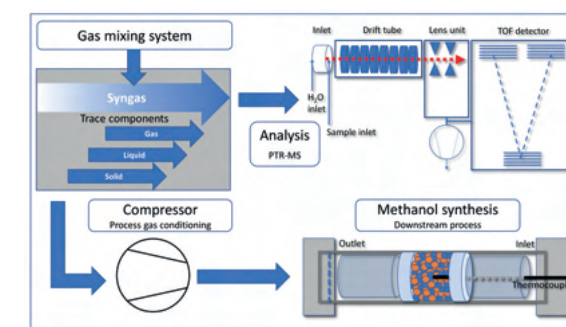 Gas mixing system
Syngas
Trace components
Gas
Liquid
Solid
Analysis
PTR-MS
Inlet
Drift tube
Lens unit
TOF detector
H₂O
inlet
Sample inlet
Compressor
Process gas conditioning
Methanol synthesis
Downstream process
Outlet
Inlet
Thermocouple